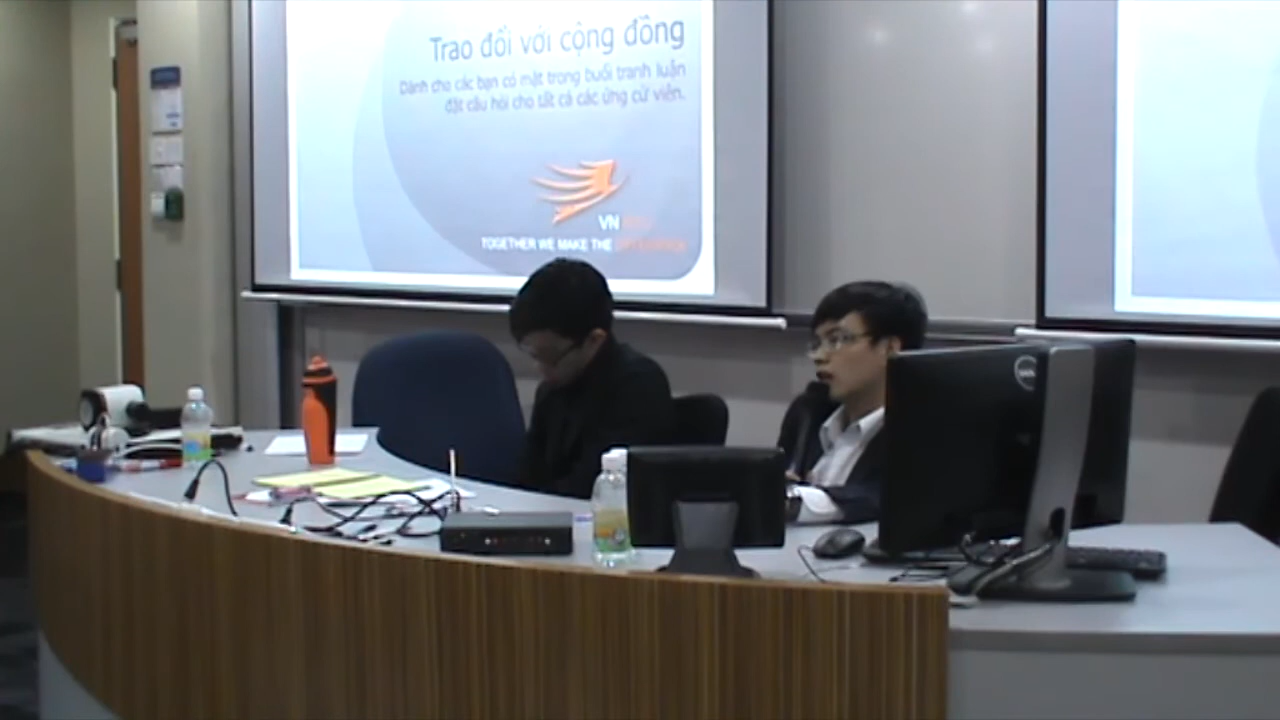 Trao đổi với cộng đồng
Dành cho các bạn có mặt trong buổi tranh luận
đặt câu hỏi cho tất cả các ứng cử viên.
VN
TOGETHER WE MAKE THE
DELL